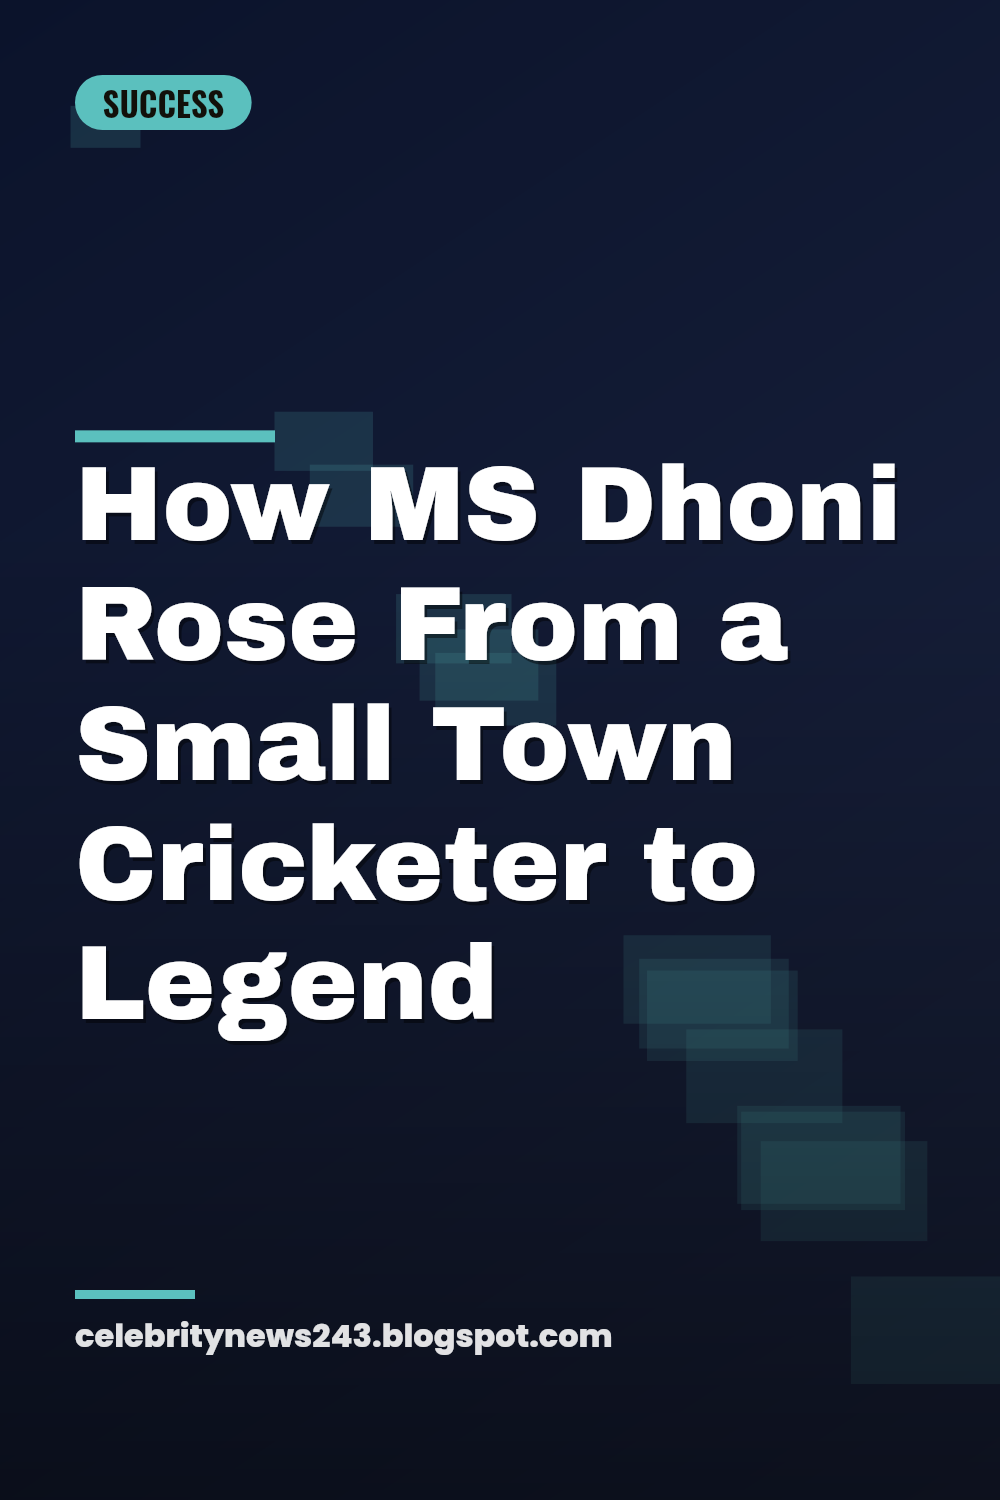 SUCCESS
How MS Dhoni
Rose From a
Small Town
Cricketer to
Legend
celebritynews243.blogspot.com